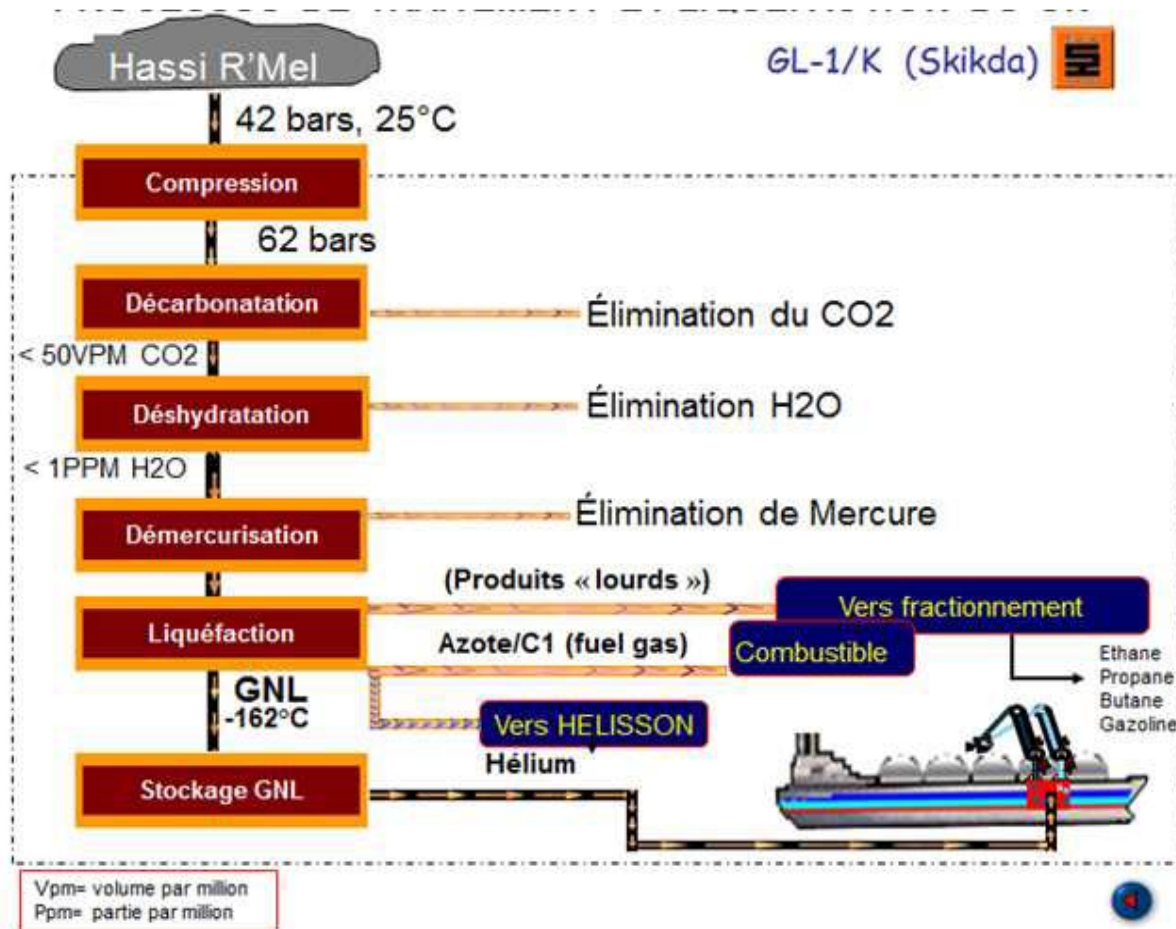 Hassi R'Mel
GL-1/K (Skikda)
42 bars, 25°C
Compression
62 bars
Décarbonatation
Élimination du CO2
< 50VPM CO2
Déshydratation
Élimination H2O
< 1PPM H2O
Démercurisation
Élimination de Mercure
(Produits « lourds »)
Vers fractionnement
Liquéfaction
Azote/C1 (fuel gas)
Combustible
Ethane
Propane
Butane
Gazoline
GNL
-162°C
Vers HELISSON
Hélium
Stockage GNL
Vpm= volume par million
Ppm= partie par million